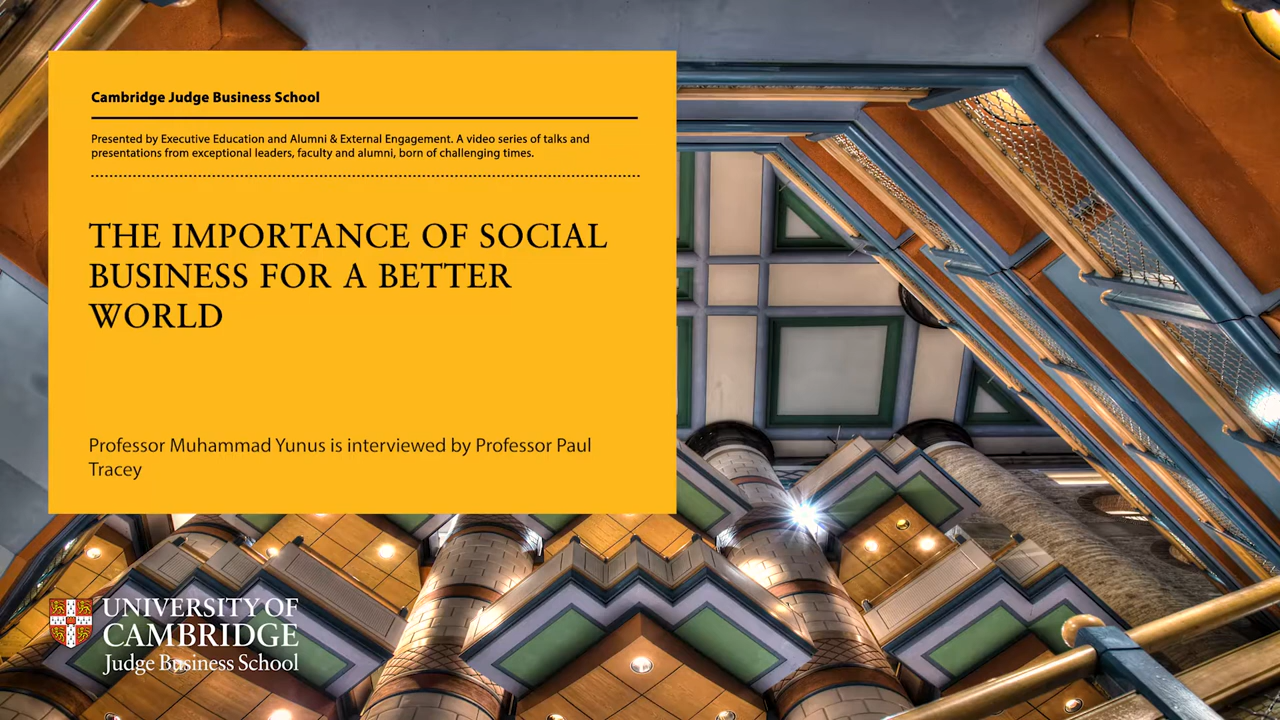 Cambridge Judge Business School
Presented by Executive Education and Alumni & External Engagement. A video series of talks and
presentations from exceptional leaders, faculty and alumni, born of challenging times.
THE IMPORTANCE OF SOCIAL
BUSINESS FOR A BETTER
WORLD
Professor Muhammad Yunus is interviewed by Professor Paul
Tracey
UNIVERSITY OF
CAMBRIDGE
Judge Business School